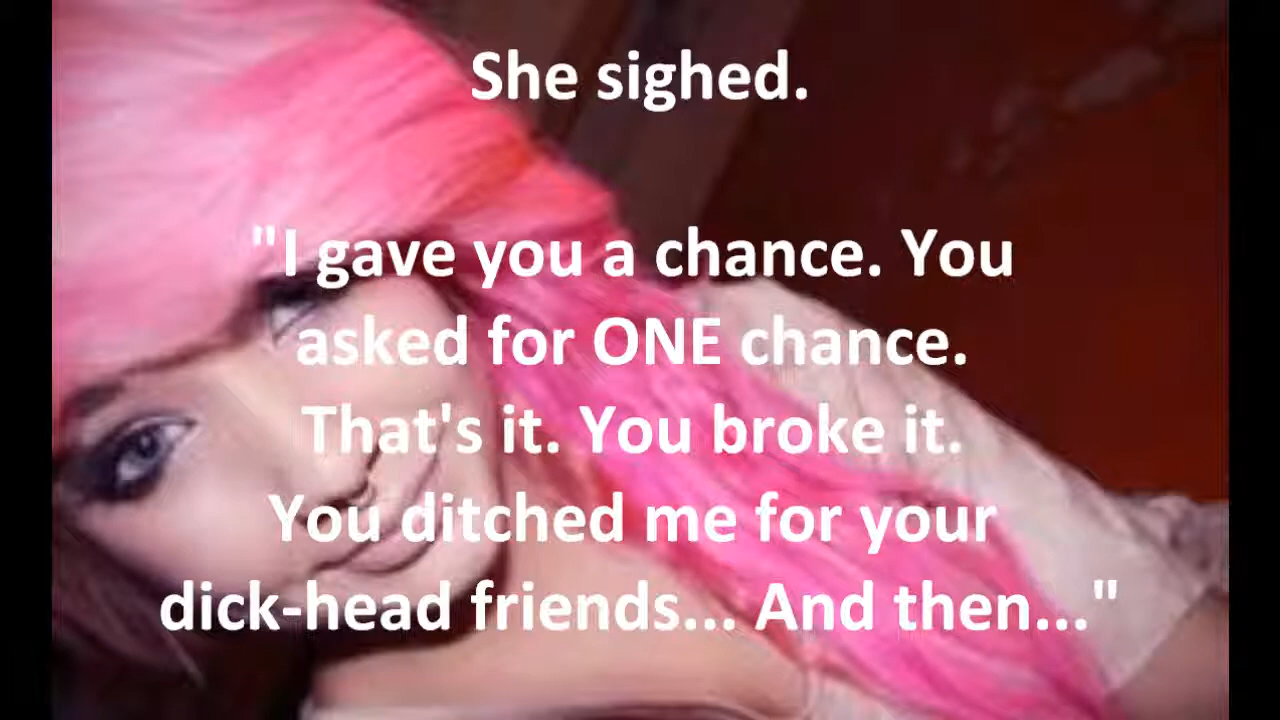 She sighed.
"I gave you a chance. You
asked for ONE chance.
That's it. You broke it.
You ditched me for your
dick-head friends... And then..."